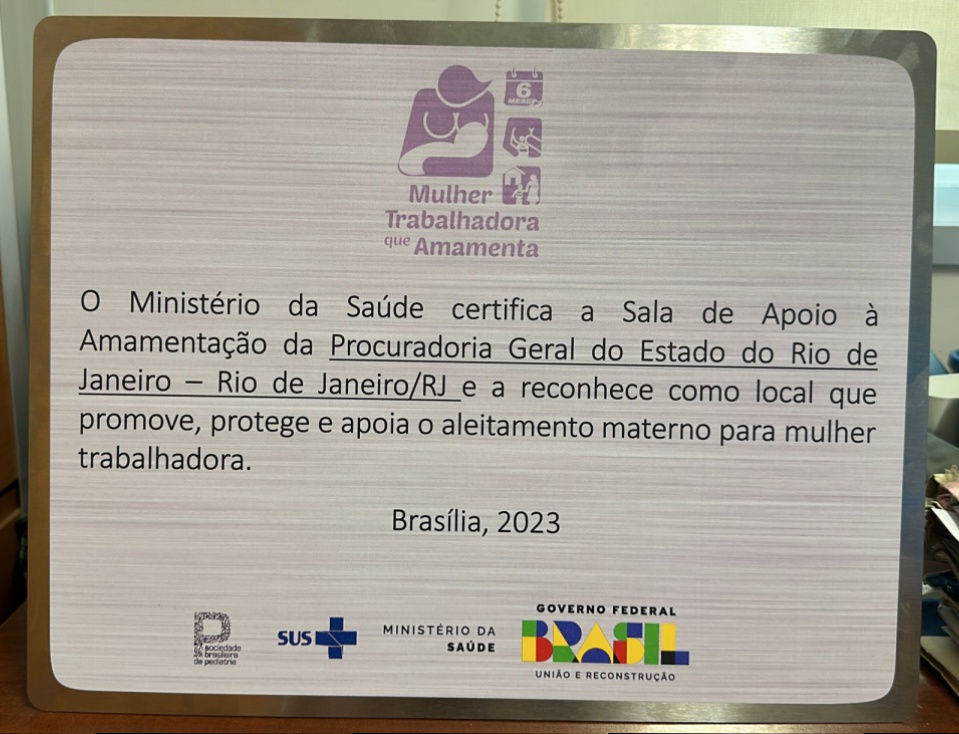 6
MESES
Mulher
Trabalhadora
que Amamenta
O Ministério da Saúde certifica a Sala de Apoio à
Amamentação da Procuradoria Geral do Estado do Rio de
Janeiro – Rio de Janeiro/RJ e a reconhece como local que
promove, protege e apoia o aleitamento materno para mulher
trabalhadora.
Brasília, 2023
sociedade
brasileira
de pediatria
SUS
MINISTÉRIO DA
SAÚDE
GOVERNO FEDERAL
BRASIL
UNIÃO E RECONSTRUÇÃO